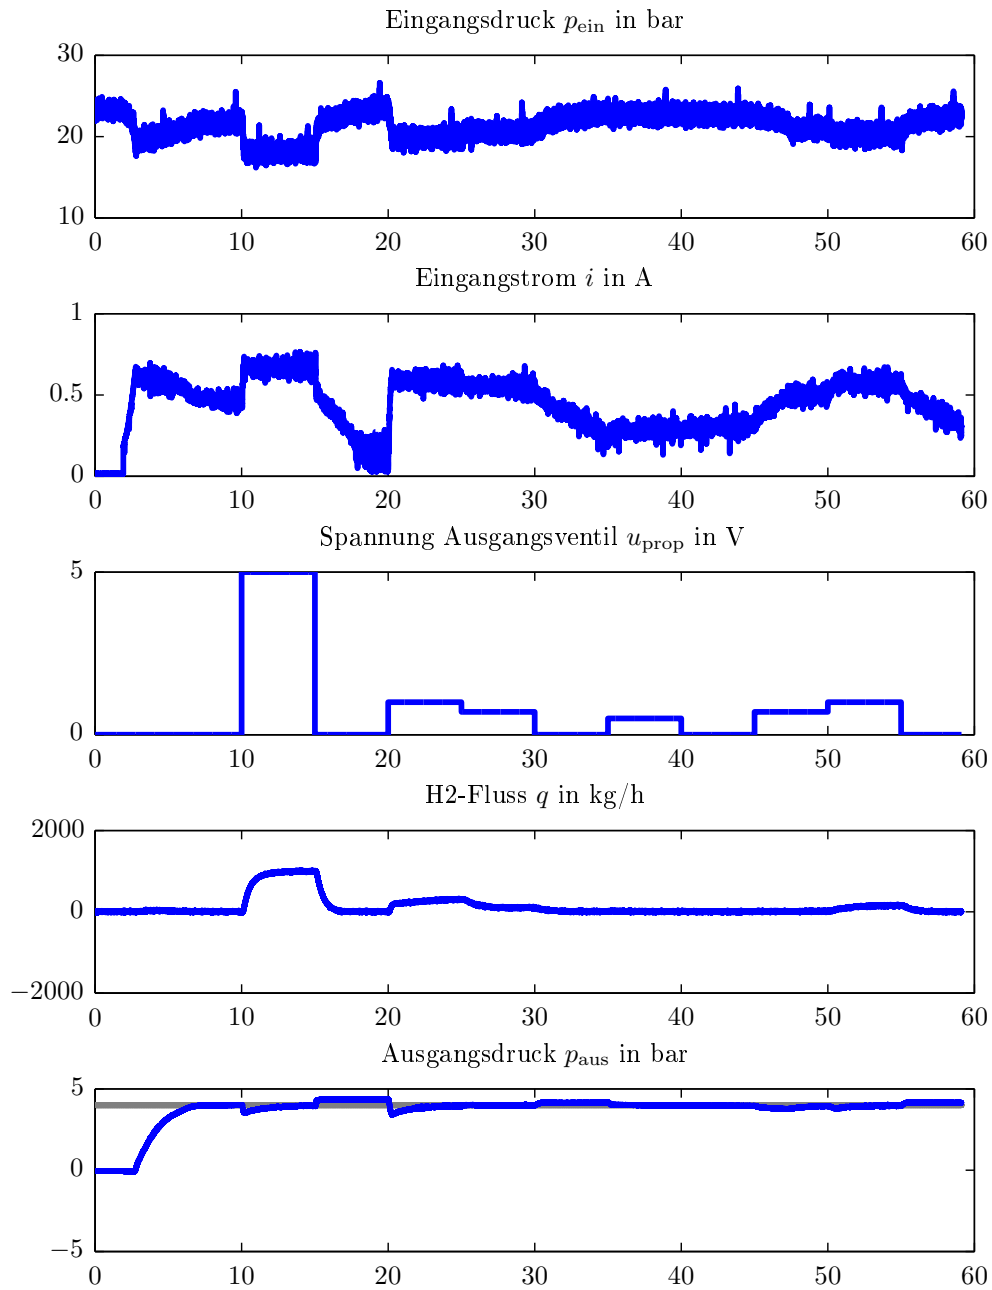 Eingangsdruck p_ein in bar
30
20
10
0 10 20 30 40 50 60
Eingangstrom i in A
1
0.5
0
0 10 20 30 40 50 60
Spannung Ausgangsventil u_prop in V
5
0
0 10 20 30 40 50 60
H2-Fluss q in kg/h
2000
0
−2000
0 10 20 30 40 50 60
Ausgangsdruck p_aus in bar
5
0
−5
0 10 20 30 40 50 60